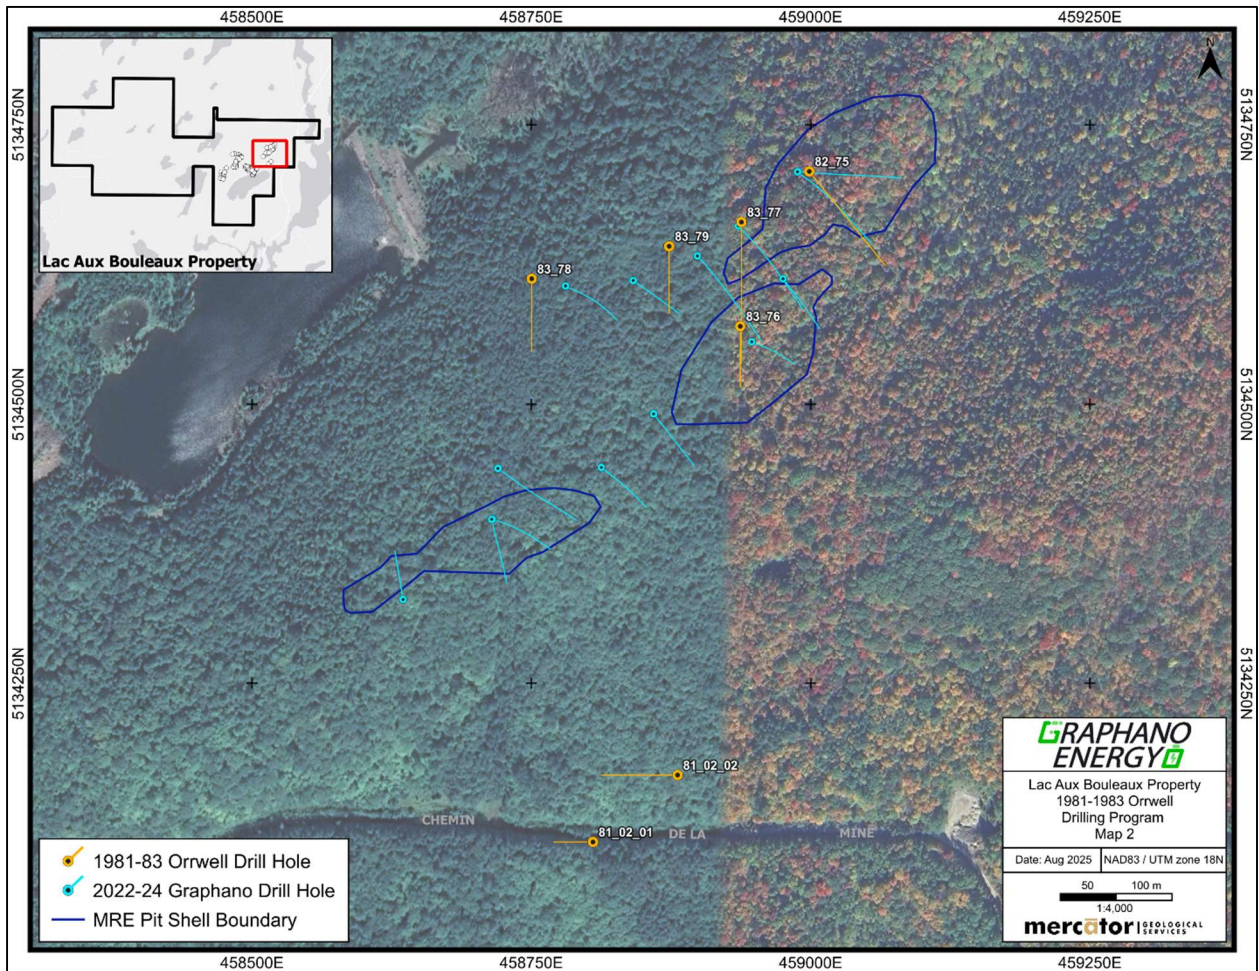 458500E
458750E
459000E
459250E
N
5134750N
5134750N
Lac Aux Bouleaux Property
82_75
83_77
83_79
83_78
83_76
5134500N
5134500N
5134250N
5134250N
81_02_02
CHEMIN
81_02_01
DE LA
MINE
1981-83 Orrwell Drill Hole
2022-24 Graphano Drill Hole
MRE Pit Shell Boundary
GRAPHANO
ENERGY
Lac Aux Bouleaux Property
1981-1983 Orrwell
Drilling Program
Map 2
Date: Aug 2025
NAD83 / UTM zone 18N
50 100 m
1:4,000
mercator GEOLOGICAL
SERVICES
458500E
458750E
459000E
459250E